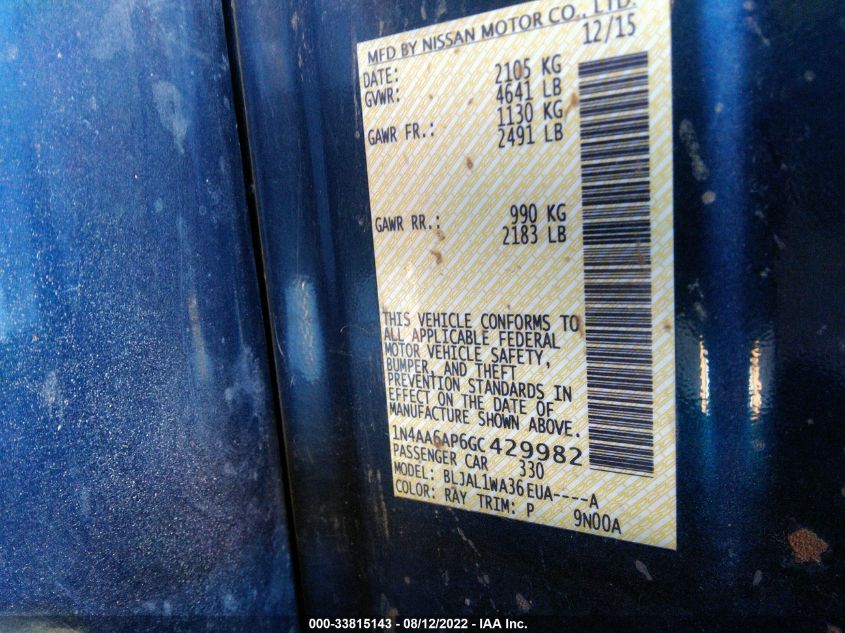 MFD BY NISSAN MOTOR CO., LTD.
DATE: 12/15
GVWR: 2105 KG
4641 LB
GAWR FR.: 1130 KG
2491 LB
GAWR RR.: 990 KG
2183 LB
THIS VEHICLE CONFORMS TO
ALL APPLICABLE FEDERAL
MOTOR VEHICLE SAFETY,
BUMPER, AND THEFT
PREVENTION STANDARDS IN
EFFECT ON THE DATE OF
MANUFACTURE SHOWN ABOVE.
1N4AA6AP6GC429982
PASSENGER CAR 330
MODEL: BLJAL1WA36EUA----A
COLOR: RAY TRIM: P 9N00A
000-33815143 - 08/12/2022 - IAA Inc.